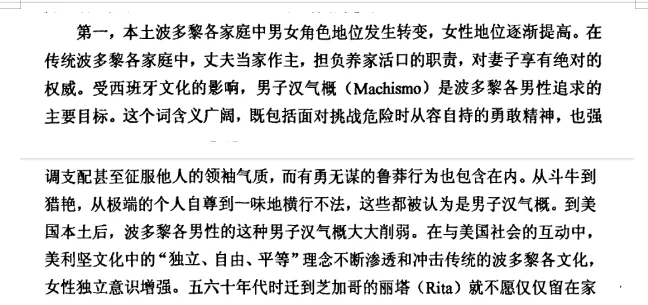 第一，本土波多黎各家庭中男女角色地位发生转变，女性地位逐渐提高。在
传统波多黎各家庭中，丈夫当家作主，担负养家活口的职责，对妻子享有绝对的
权威。受西班牙文化的影响，男子汉气概（Machismo）是波多黎各男性追求的
主要目标。这个词含义广阔，既包括面对挑战危险时从容自持的勇敢精神，也强
调支配甚至征服他人的领袖气质，而有勇无谋的鲁莽行为也包含在内。从斗牛到
猎艳，从极端的个人自尊到一味地横行不法，这些都被认为是男子汉气概。到美
国本土后，波多黎各男性的这种男子汉气概大大削弱。在与美国社会的互动中，
美利坚文化中的“独立、自由、平等”理念不断渗透和冲击传统的波多黎各文化，
女性独立意识增强。五六十年代时迁到芝加哥的丽塔（Rita）就不愿仅仅留在家